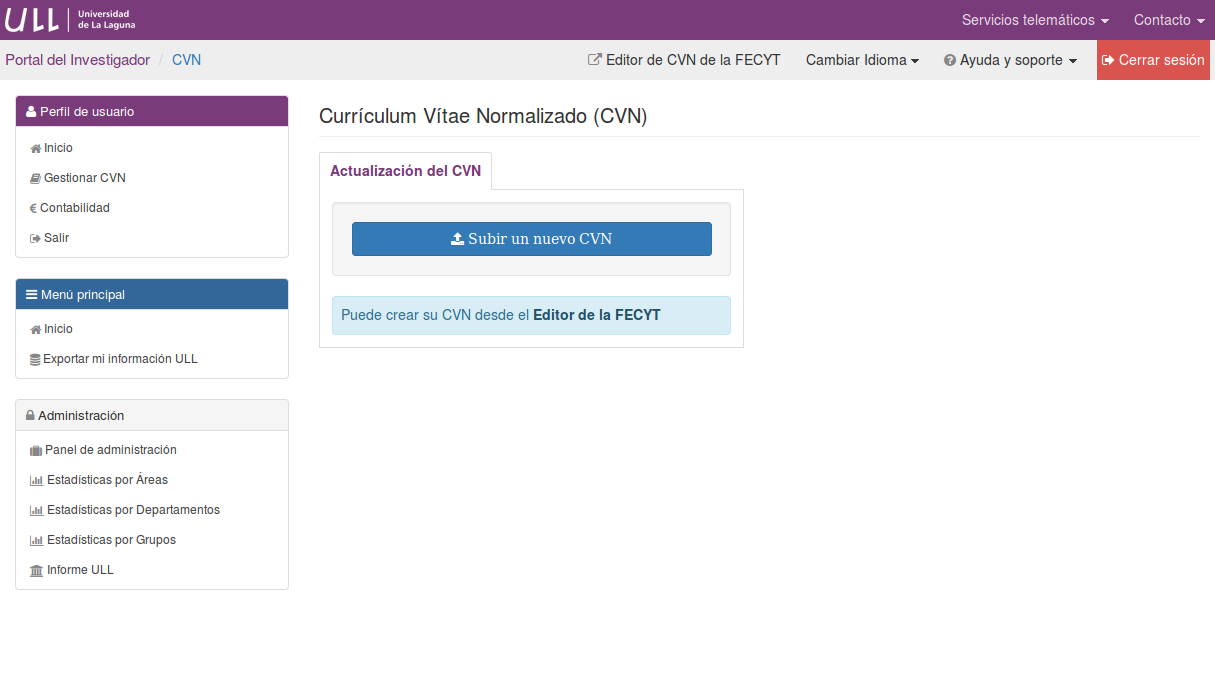 ULL
Universidad
de La Laguna
Servicios telemáticos
Contacto
Portal del Investigador / CVN
Editor de CVN de la FECYT
Cambiar Idioma
Ayuda y soporte
Cerrar sesión
Perfil de usuario
Inicio
Gestionar CVN
€ Contabilidad
Salir
Menú principal
Inicio
Exportar mi información ULL
Administración
Panel de administración
Estadísticas por Áreas
Estadísticas por Departamentos
Estadísticas por Grupos
Informe ULL
Currículum Vítae Normalizado (CVN)
Actualización del CVN
Subir un nuevo CVN
Puede crear su CVN desde el Editor de la FECYT